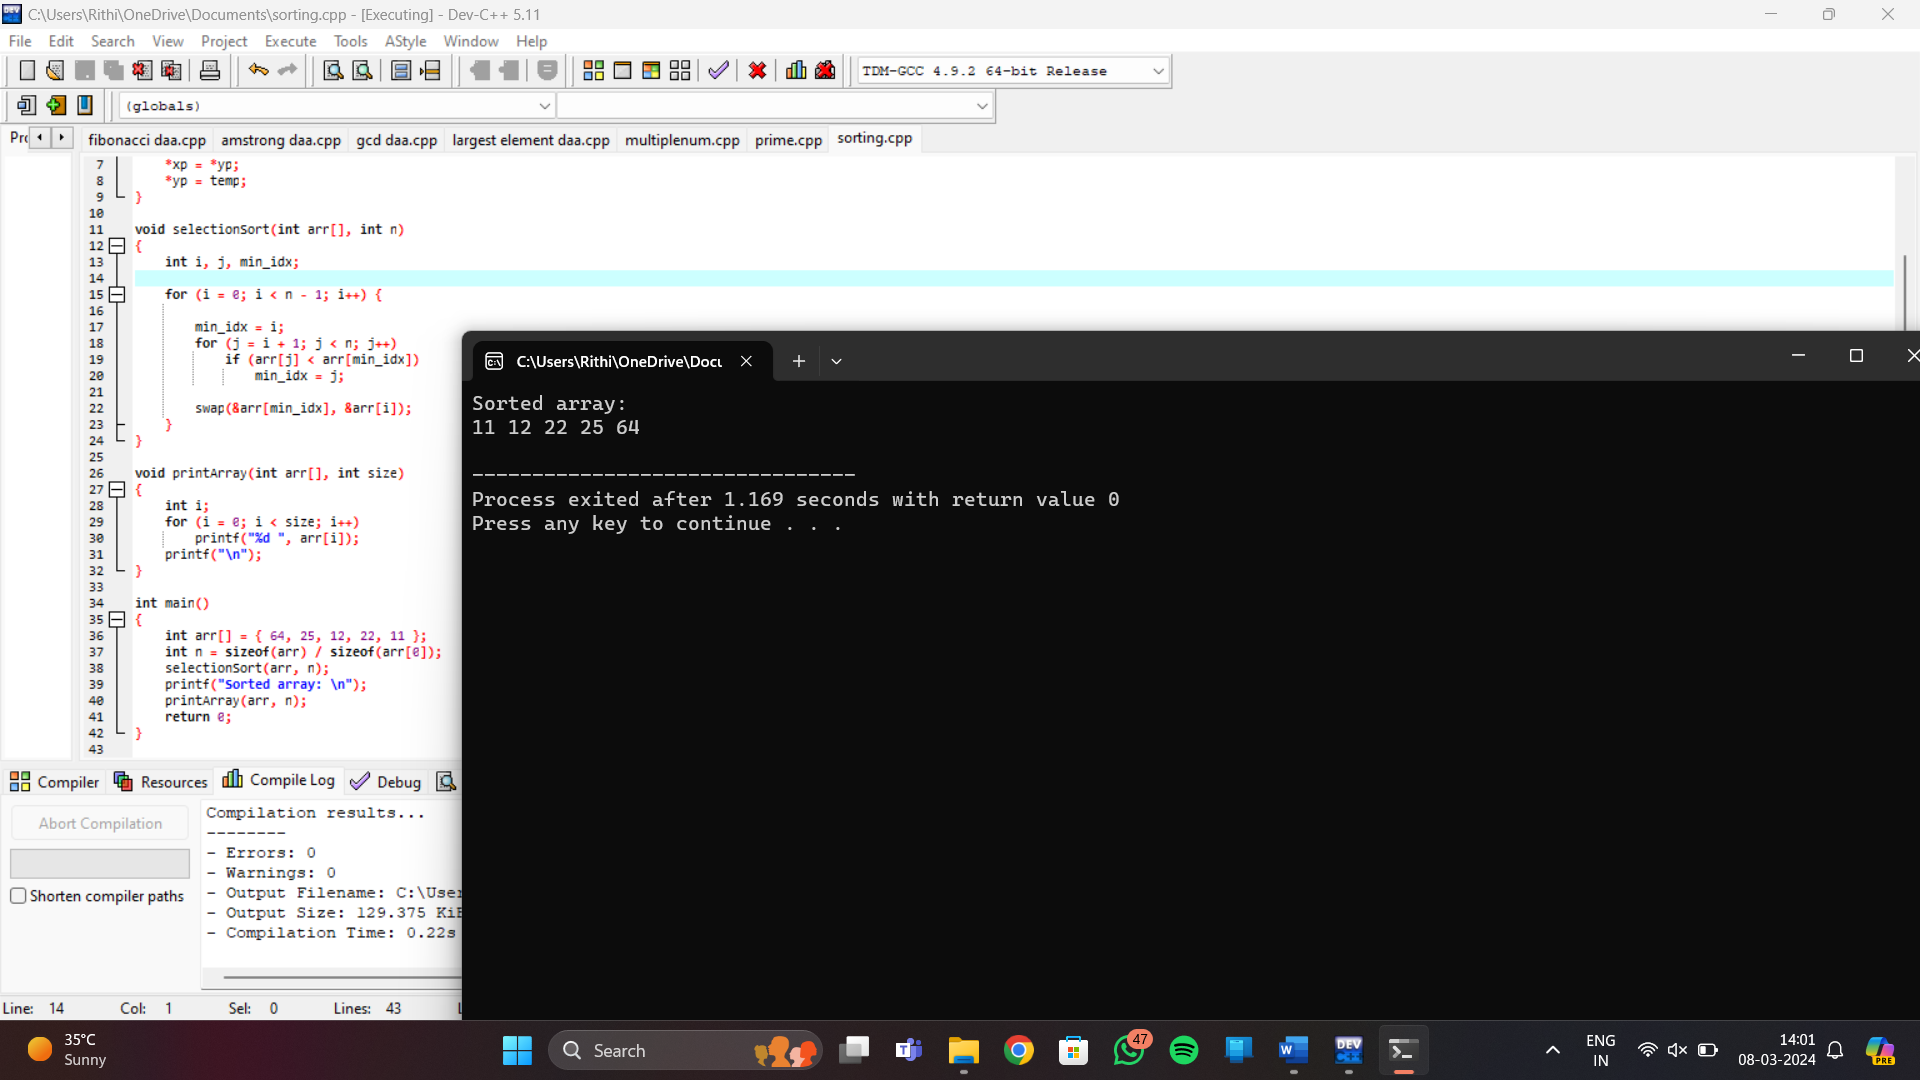 C:\Users\Rithi\OneDrive\Documents\sorting.cpp - [Executing] - Dev-C++ 5.11
File Edit Search View Project Execute Tools AStyle Window Help
TDM-GCC 4.9.2 64-bit Release
(globals)
fibonacci daa.cpp amstrong daa.cpp gcd daa.cpp largest element daa.cpp multiplenum.cpp prime.cpp sorting.cpp
7 *xp = *yp;
8 *yp = temp;
9 }
10
11 void selectionSort(int arr[], int n)
12 {
13 int i, j, min_idx;
14
15 for (i = 0; i < n - 1; i++) {
16
17 min_idx = i;
18 for (j = i + 1; j < n; j++)
19 if (arr[j] < arr[min_idx])
20 min_idx = j;
21
22 swap(&arr[min_idx], &arr[i]);
23 }
24 }
25
26 void printArray(int arr[], int size)
27 {
28 int i;
29 for (i = 0; i < size; i++)
30 printf("%d ", arr[i]);
31 printf("\n");
32 }
33
34 int main()
35 {
36 int arr[] = { 64, 25, 12, 22, 11 };
37 int n = sizeof(arr) / sizeof(arr[0]);
38 selectionSort(arr, n);
39 printf("Sorted array: \n");
40 printArray(arr, n);
41 return 0;
42 }
43
C:\Users\Rithi\OneDrive\Docu
Sorted array:
11 12 22 25 64
--------------------------------
Process exited after 1.169 seconds with return value 0
Press any key to continue . . .
Compiler Resources Compile Log Debug
Abort Compilation
Shorten compiler paths
Compilation results...
--------
- Errors: 0
- Warnings: 0
- Output Filename: C:\User
- Output Size: 129.375 KiB
- Compilation Time: 0.22s
Line: 14 Col: 1 Sel: 0 Lines: 43
35°C
Sunny
Search
47
DEV
C++
ENG
IN
14:01
08-03-2024
PRE